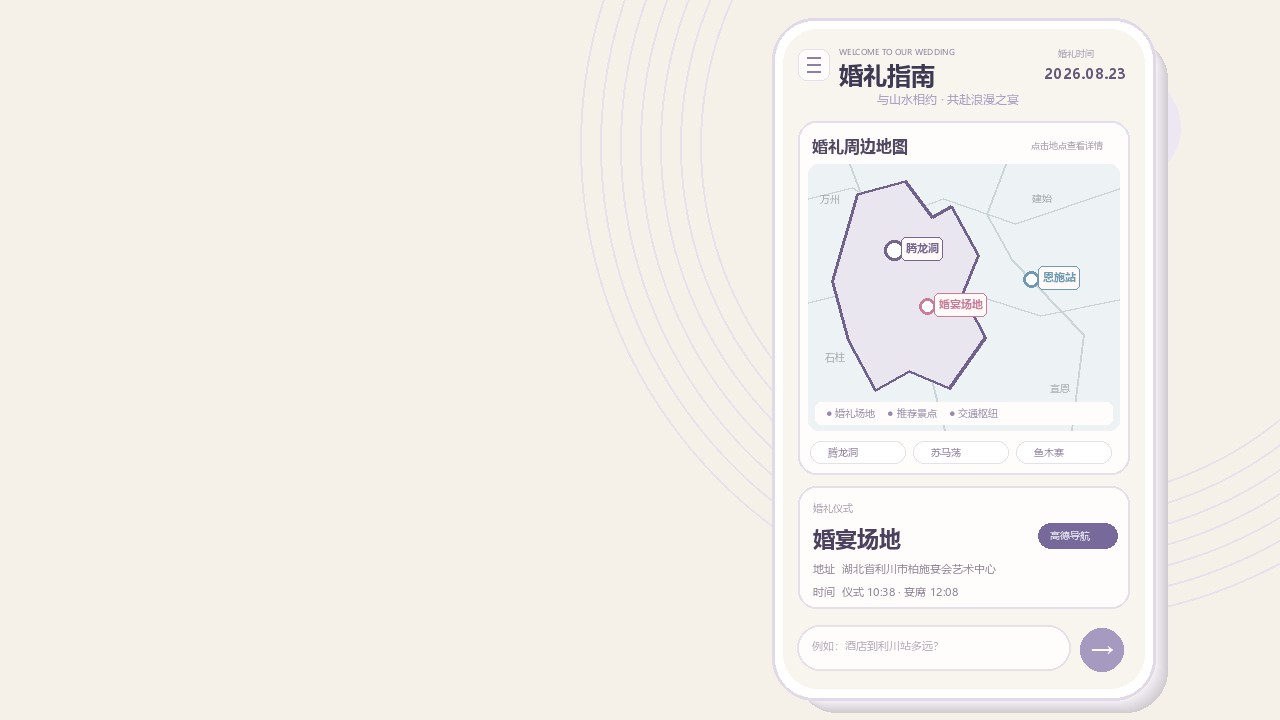 WELCOME TO OUR WEDDING
婚礼指南
与山水相约 · 共赴浪漫之宴
婚礼时间
2026.08.23
婚礼周边地图
点击地点查看详情
万州
建始
腾龙洞
恩施站
婚宴场地
石柱
宣恩
● 婚礼场地 ● 推荐景点 ● 交通枢纽
腾龙洞 苏马荡 鱼木寨
婚礼仪式
婚宴场地
高德导航
地址 湖北省利川市柏施宴会艺术中心
时间 仪式 10:38 · 宴席 12:08
例如：酒店到利川站多远？
→